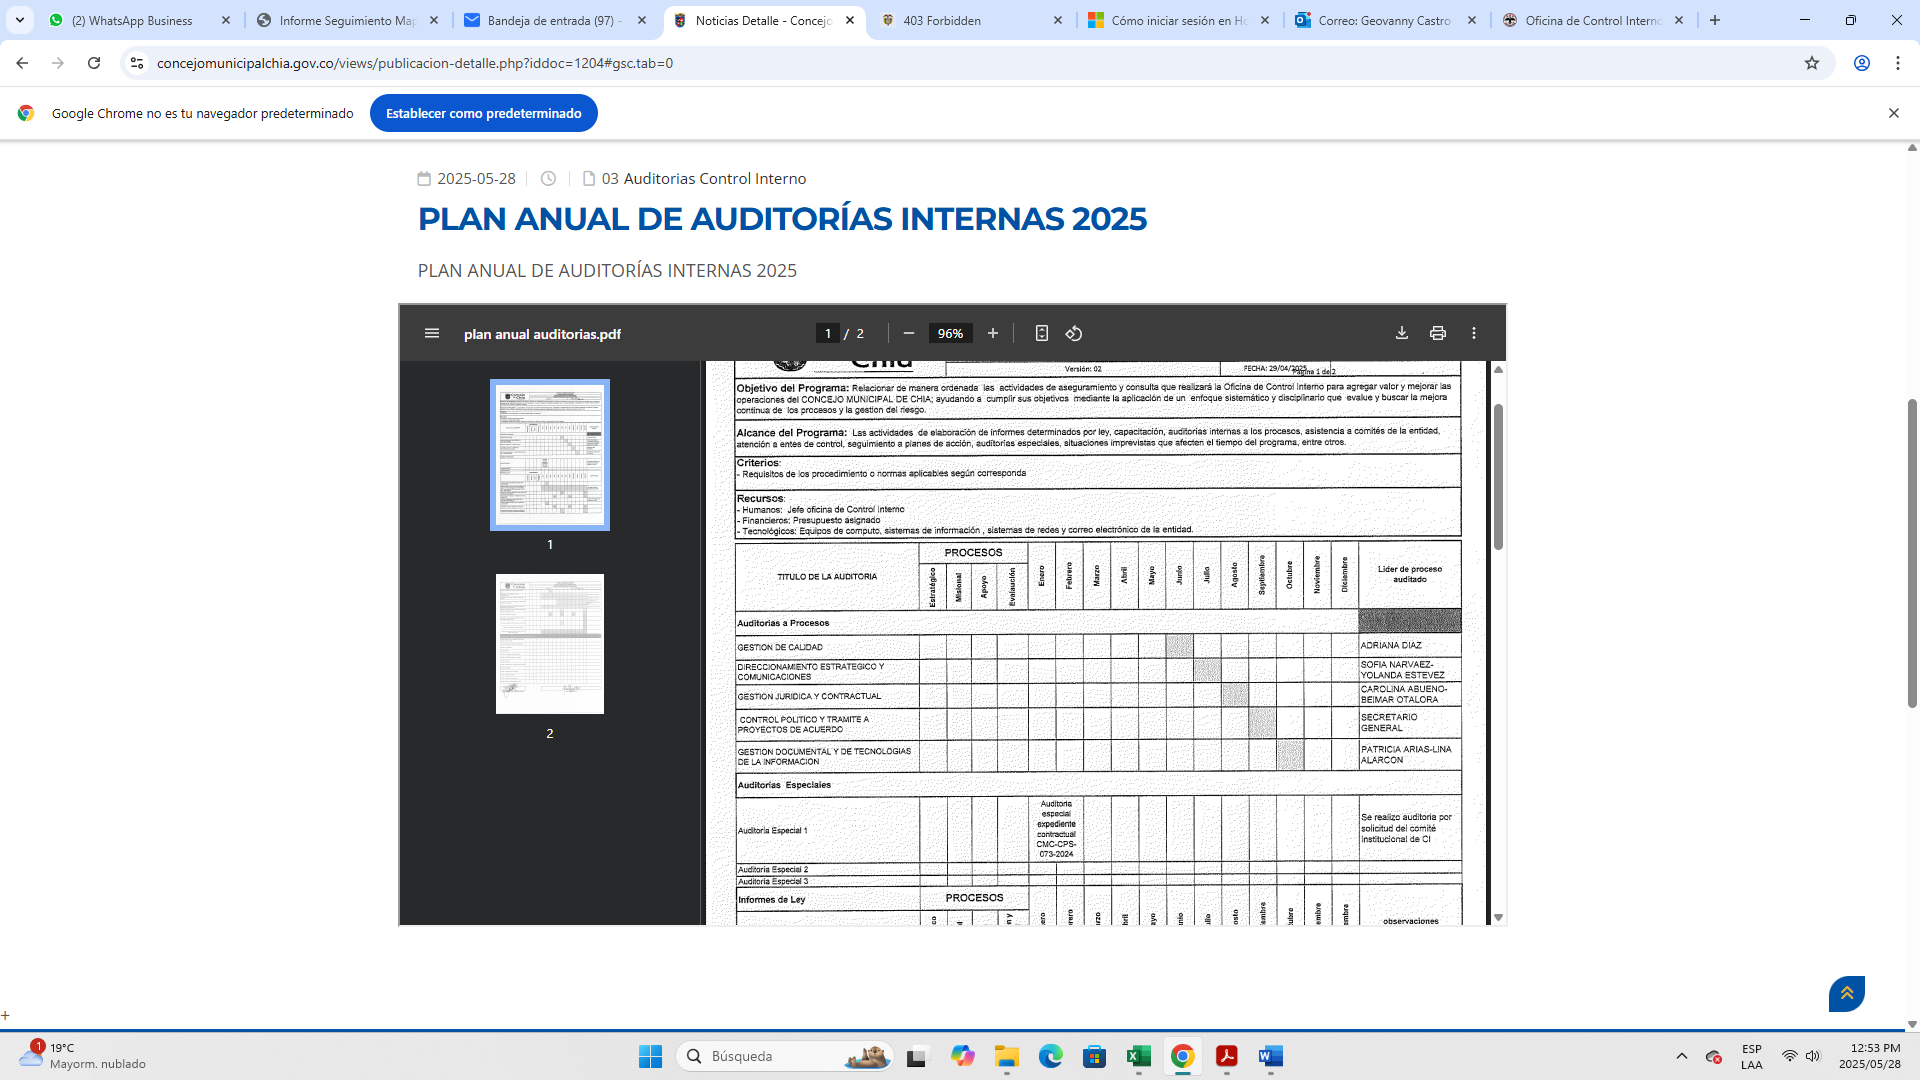 (2) WhatsApp Business
Informe Seguimiento Map
Bandeja de entrada (97) -
Noticias Detalle - Concejo
403 Forbidden
Cómo iniciar sesión en Ho
Correo: Geovanny Castro
Oficina de Control Interno
concejomunicipalchia.gov.co/views/publicacion-detalle.php?iddoc=1204#gsc.tab=0
Google Chrome no es tu navegador predeterminado
Establecer como predeterminado
2025-05-28
03 Auditorias Control Interno
PLAN ANUAL DE AUDITORÍAS INTERNAS 2025
PLAN ANUAL DE AUDITORÍAS INTERNAS 2025
plan anual auditorias.pdf
1 / 2
96%
1
2
Chía
Versión: 02
FECHA: 29/04/2025
Página 1 de 2
Objetivo del Programa: Relacionar de manera ordenada las actividades de aseguramiento y consulta que realizará la Oficina de Control Interno para agregar valor y mejorar las
operaciones del CONCEJO MUNICIPAL DE CHIA; ayudando a cumplir sus objetivos mediante la aplicación de un enfoque sistemático y disciplinario que evalue y buscar la mejora
continua de los procesos y la gestion del riesgo.
Alcance del Programa: Las actividades de elaboración de informes determinados por ley, capacitación, auditorias internas a los procesos, asistencia a comités de la entidad,
atención a entes de control, seguimiento a planes de acción, auditorías especiales, situaciones imprevistas que afecten el tiempo del programa, entre otros.
Criterios:
- Requisitos de los procedimiento o normas aplicables según corresponda
Recursos:
- Humanos: Jefe oficina de Control Interno
- Financieros: Presupuesto asignado
- Tecnológicos: Equipos de computo, sistemas de información , sistemas de redes y correo electrónico de la entidad.
TITULO DE LA AUDITORIA
PROCESOS
Estratégico
Misional
Apoyo
Evaluación
Enero
Febrero
Marzo
Abril
Mayo
Junio
Julio
Agosto
Septiembre
Octubre
Noviembre
Diciembre
Lider de proceso
auditado
Auditorias a Procesos
GESTION DE CALIDAD
ADRIANA DIAZ
DIRECCIONAMIENTO ESTRATEGICO Y
COMUNICACIONES
SOFIA NARVAEZ-
YOLANDA ESTEVEZ
GESTION JURIDICA Y CONTRACTUAL
CAROLINA ABUENO-
BEIMAR OTALORA
CONTROL POLITICO Y TRAMITE A
PROYECTOS DE ACUERDO
SECRETARIO
GENERAL
GESTION DOCUMENTAL Y DE TECNOLOGIAS
DE LA INFORMACION
PATRICIA ARIAS-LINA
ALARCON
Auditorías Especiales
Auditoria Especial 1
Auditoria
especial
expediente
contractual
CMC-CPS-
073-2024
Se realizo auditoria por
solicitud del comité
institucional de CI
Auditoria Especial 2
Auditoria Especial 3
Informes de Ley
PROCESOS
observaciones
1
19°C
Mayorm. nublado
Búsqueda
ESP
LAA
12:53 PM
2025/05/28